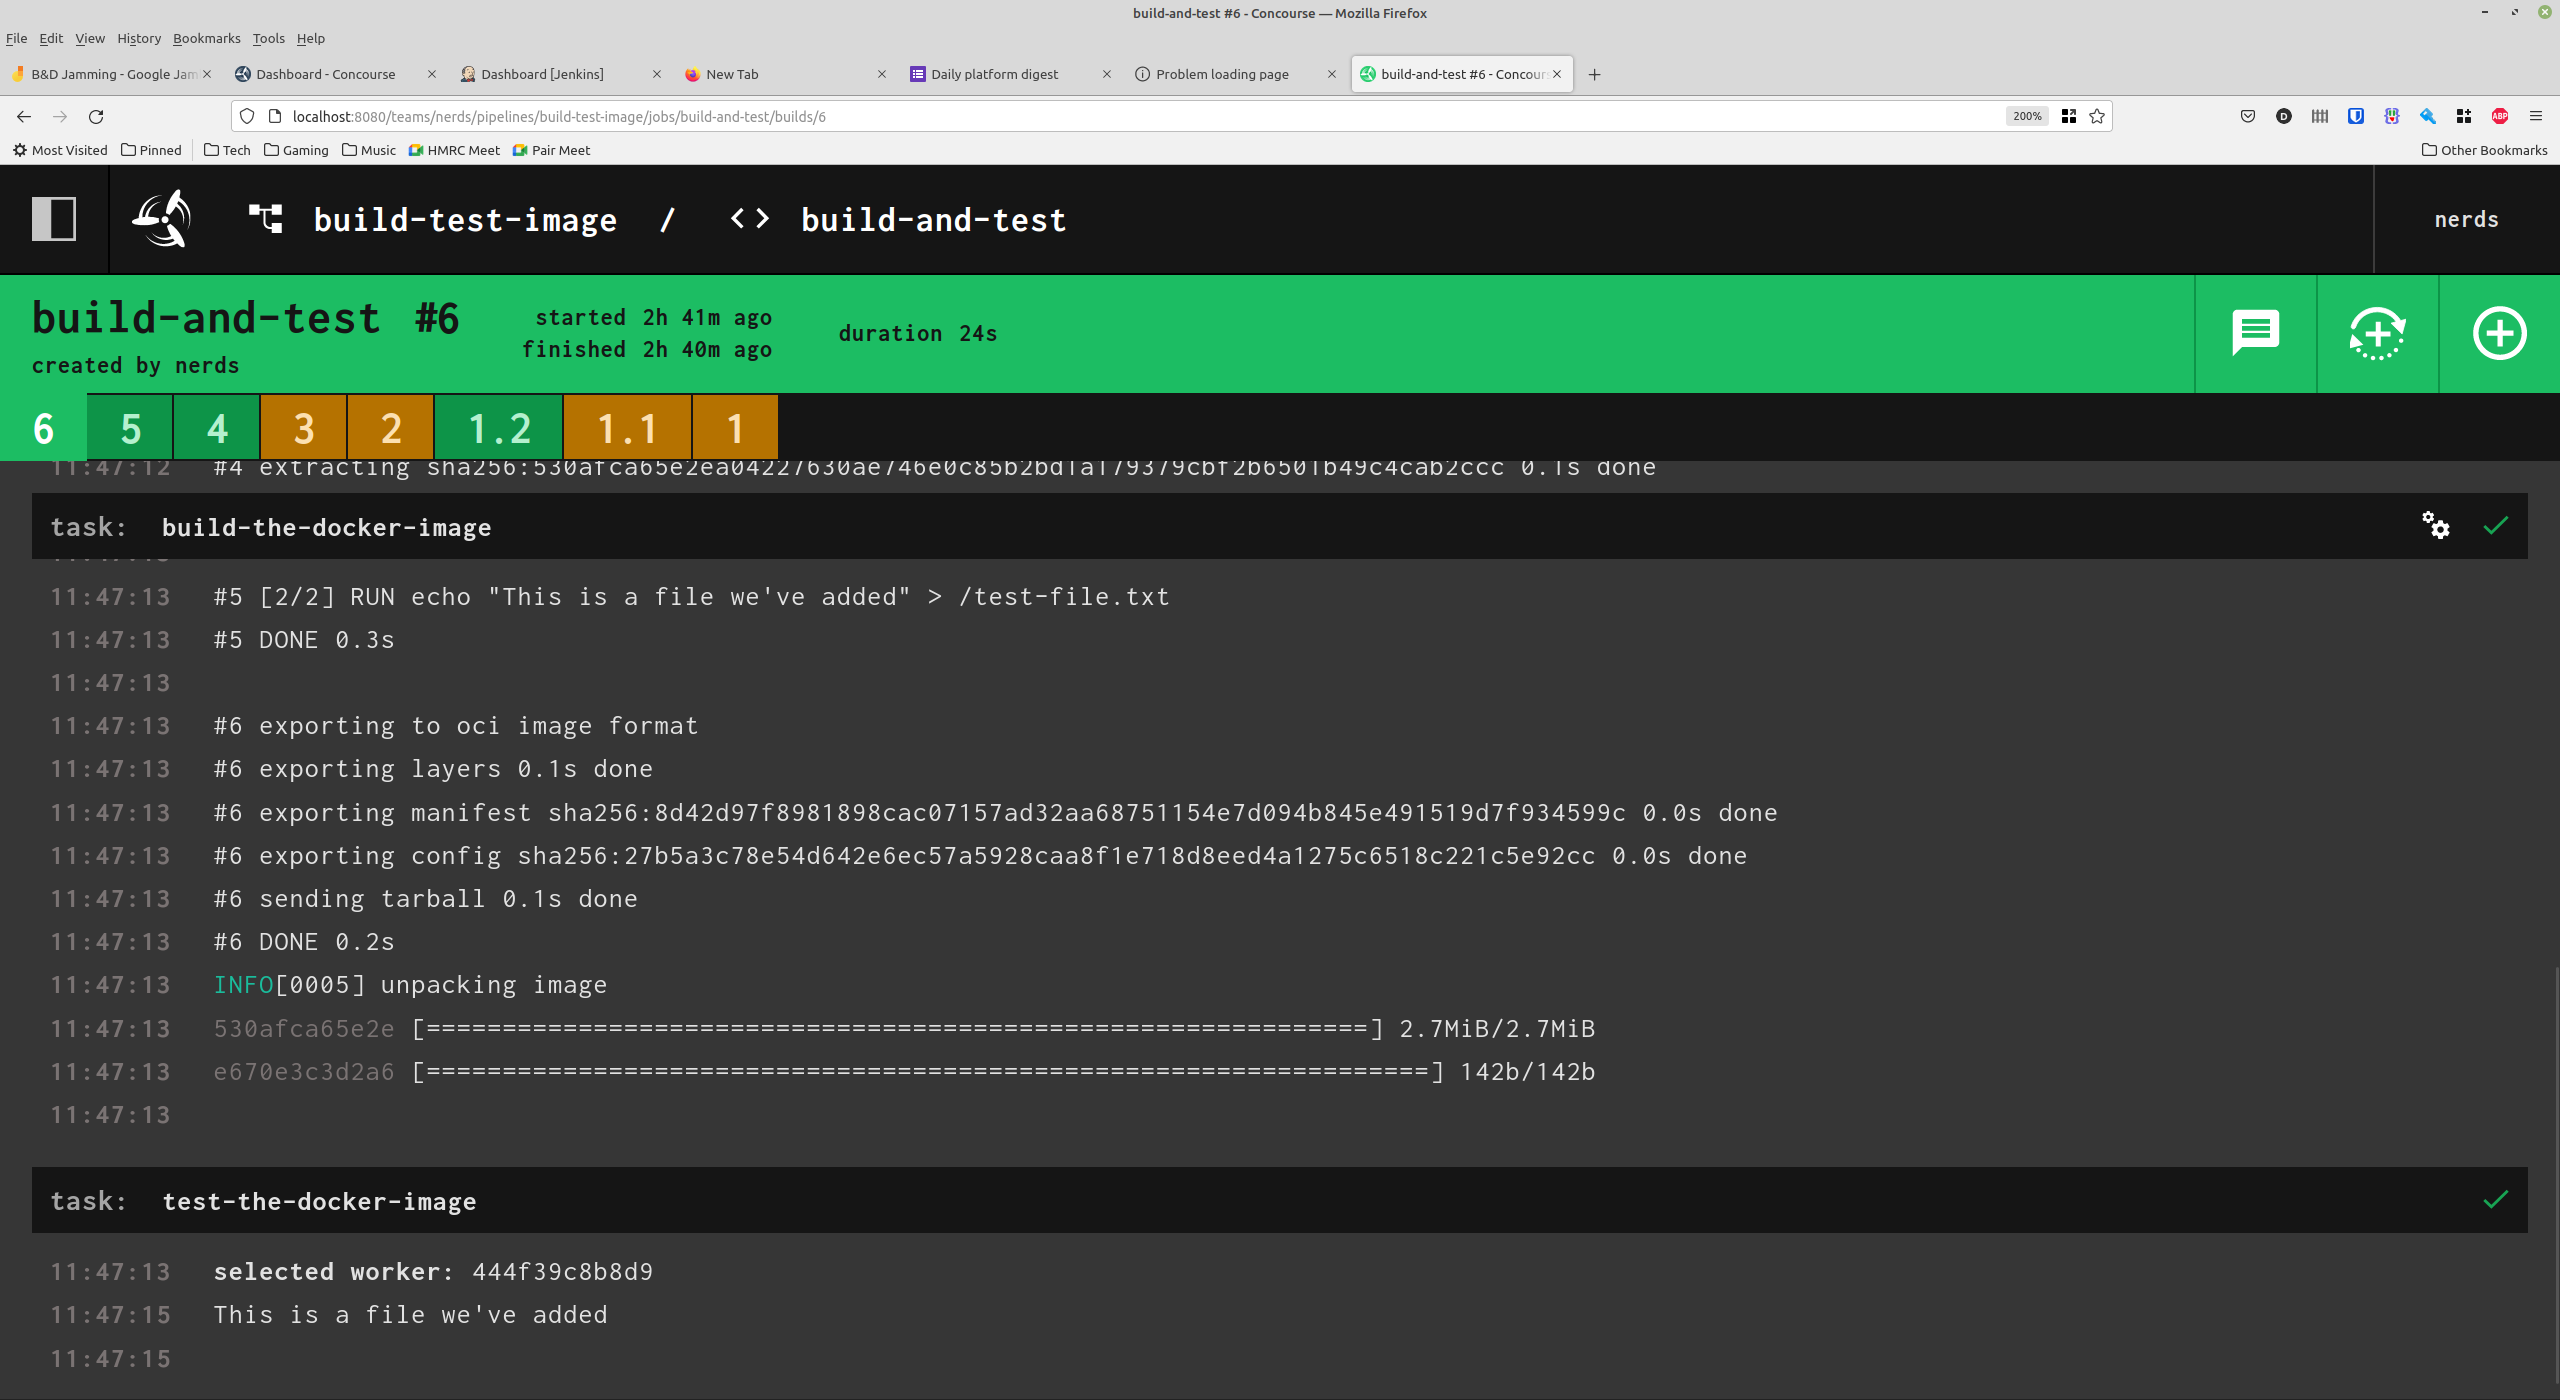 build-and-test #6 - Concourse — Mozilla Firefox
File Edit View History Bookmarks Tools Help
B&D Jamming - Google Jam
Dashboard - Concourse
Dashboard [Jenkins]
New Tab
Daily platform digest
Problem loading page
build-and-test #6 - Concours
localhost:8080/teams/nerds/pipelines/build-test-image/jobs/build-and-test/builds/6
200%
D
ABP
Most Visited Pinned Tech Gaming Music HMRC Meet Pair Meet Other Bookmarks
build-test-image / build-and-test
nerds
build-and-test #6
created by nerds
started 2h 41m ago
finished 2h 40m ago
duration 24s
6 5 4 3 2 1.2 1.1 1
11:47:12 #4 extracting sha256:530afca65e2ea04227630ae746e0c85b2bd1a179379cbf2b6501b49c4cab2ccc 0.1s done
task: build-the-docker-image
11:47:13 #5 [2/2] RUN echo "This is a file we've added" > /test-file.txt
11:47:13 #5 DONE 0.3s
11:47:13
11:47:13 #6 exporting to oci image format
11:47:13 #6 exporting layers 0.1s done
11:47:13 #6 exporting manifest sha256:8d42d97f8981898cac07157ad32aa68751154e7d094b845e491519d7f934599c 0.0s done
11:47:13 #6 exporting config sha256:27b5a3c78e54d642e6ec57a5928caa8f1e718d8eed4a1275c6518c221c5e92cc 0.0s done
11:47:13 #6 sending tarball 0.1s done
11:47:13 #6 DONE 0.2s
11:47:13 INFO[0005] unpacking image
11:47:13 530afca65e2e [==============================================================] 2.7MiB/2.7MiB
11:47:13 e670e3c3d2a6 [==================================================================] 142b/142b
11:47:13
task: test-the-docker-image
11:47:13 selected worker: 444f39c8b8d9
11:47:15 This is a file we've added
11:47:15